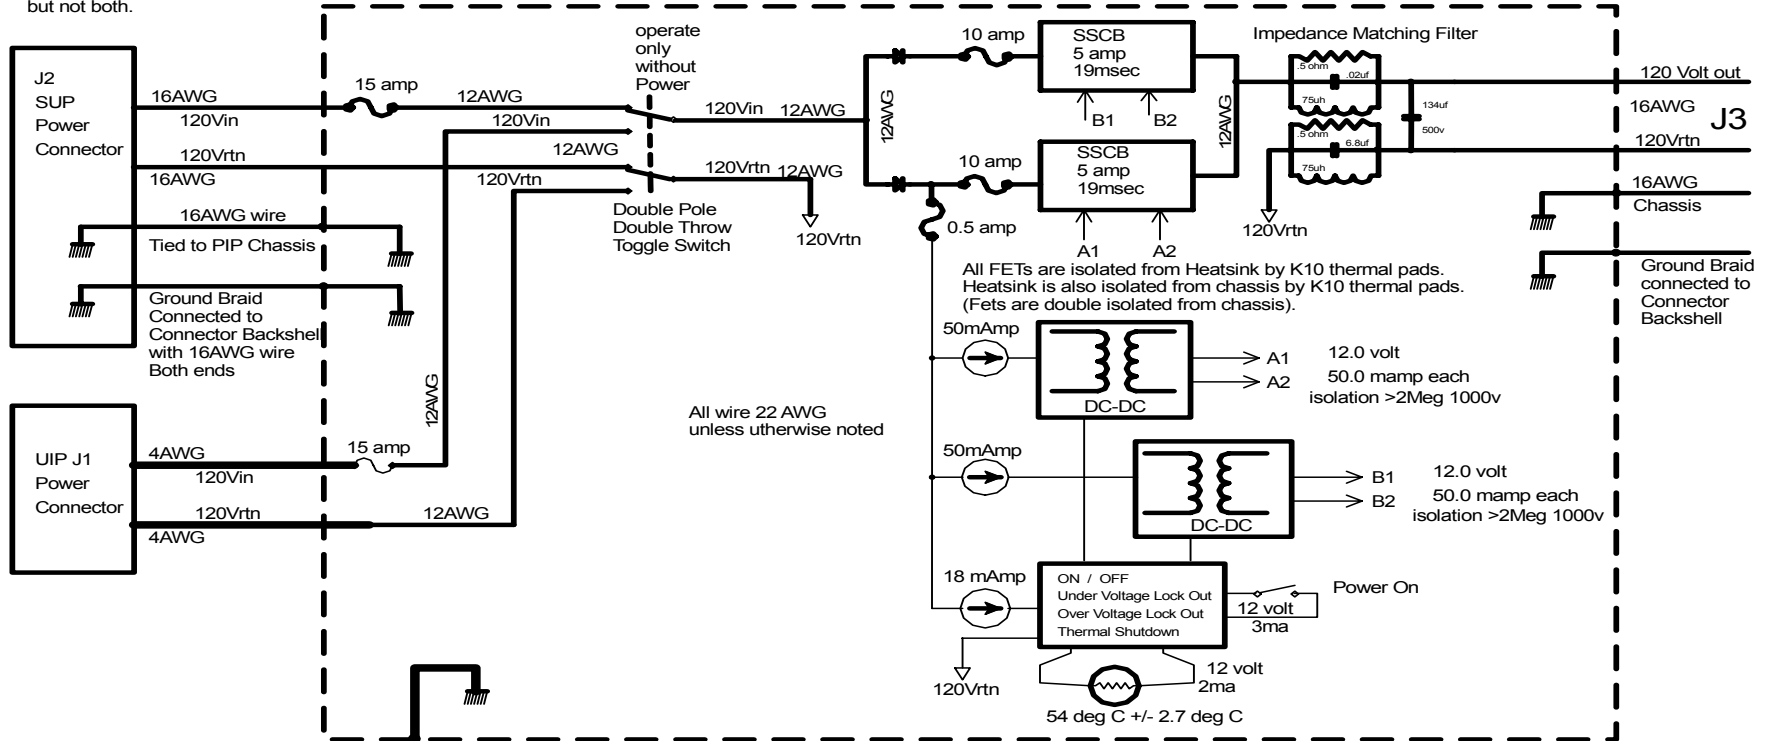 but not both.
J2
SUP
Power
Connector
16AWG
120Vin
15 amp
12AWG
120Vrtn
16AWG
16AWG wire
Tied to PIP Chassis
Ground Braid
Connected to
Connector Backshell
with 16AWG wire
Both ends
UIP J1
Power
Connector
4AWG
120Vin
15 amp
12AWG
120Vrtn
4AWG
12AWG
operate
only
without
Power
120Vin
12AWG
120Vrtn
120Vin
12AWG
120Vrtn
12AWG
120Vrtn
Double Pole
Double Throw
Toggle Switch
All wire 22 AWG
unless utherwise noted
12AWG
10 amp
SSCB
5 amp
19msec
B1
B2
10 amp
SSCB
5 amp
19msec
A1
A2
12AWG
0.5 amp
Impedance Matching Filter
.5 ohm
.02uf
75uh
.5 ohm
6.8uf
75uh
134uf
500v
120Vrtn
120 Volt out
16AWG
J3
120Vrtn
16AWG
Chassis
Ground Braid
connected to
Connector
Backshell
All FETs are isolated from Heatsink by K10 thermal pads.
Heatsink is also isolated from chassis by K10 thermal pads.
(Fets are double isolated from chassis).
50mAmp
DC-DC
A1
A2
12.0 volt
50.0 mamp each
isolation >2Meg 1000v
50mAmp
DC-DC
B1
B2
12.0 volt
50.0 mamp each
isolation >2Meg 1000v
18 mAmp
ON / OFF
Under Voltage Lock Out
Over Voltage Lock Out
Thermal Shutdown
Power On
12 volt
3ma
120Vrtn
12 volt
2ma
54 deg C +/- 2.7 deg C